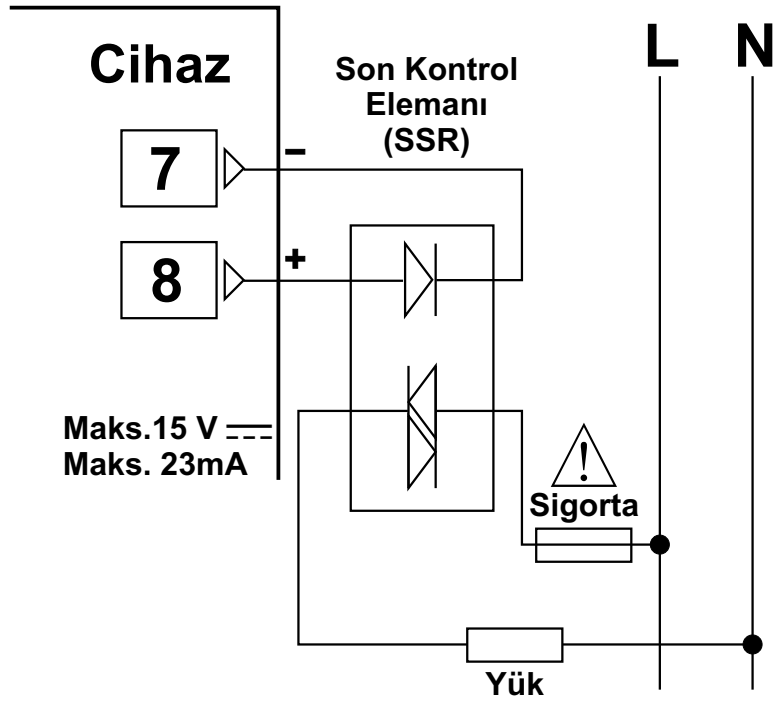 Cihaz
Son Kontrol
Elemanı
(SSR)
L N
7
-
8
+
Maks.15 V
Maks. 23mA
!
Sigorta
Yük